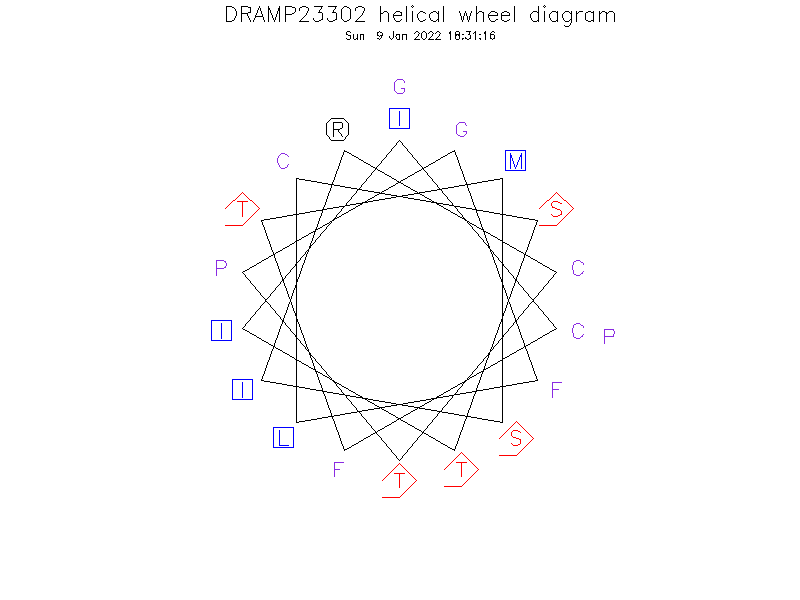 DRAMP23302 helical wheel diagram
Sun 9 Jan 2022 18:31:16
G
R I G
C M
T S
P C
I C P
I F
L S
F T T